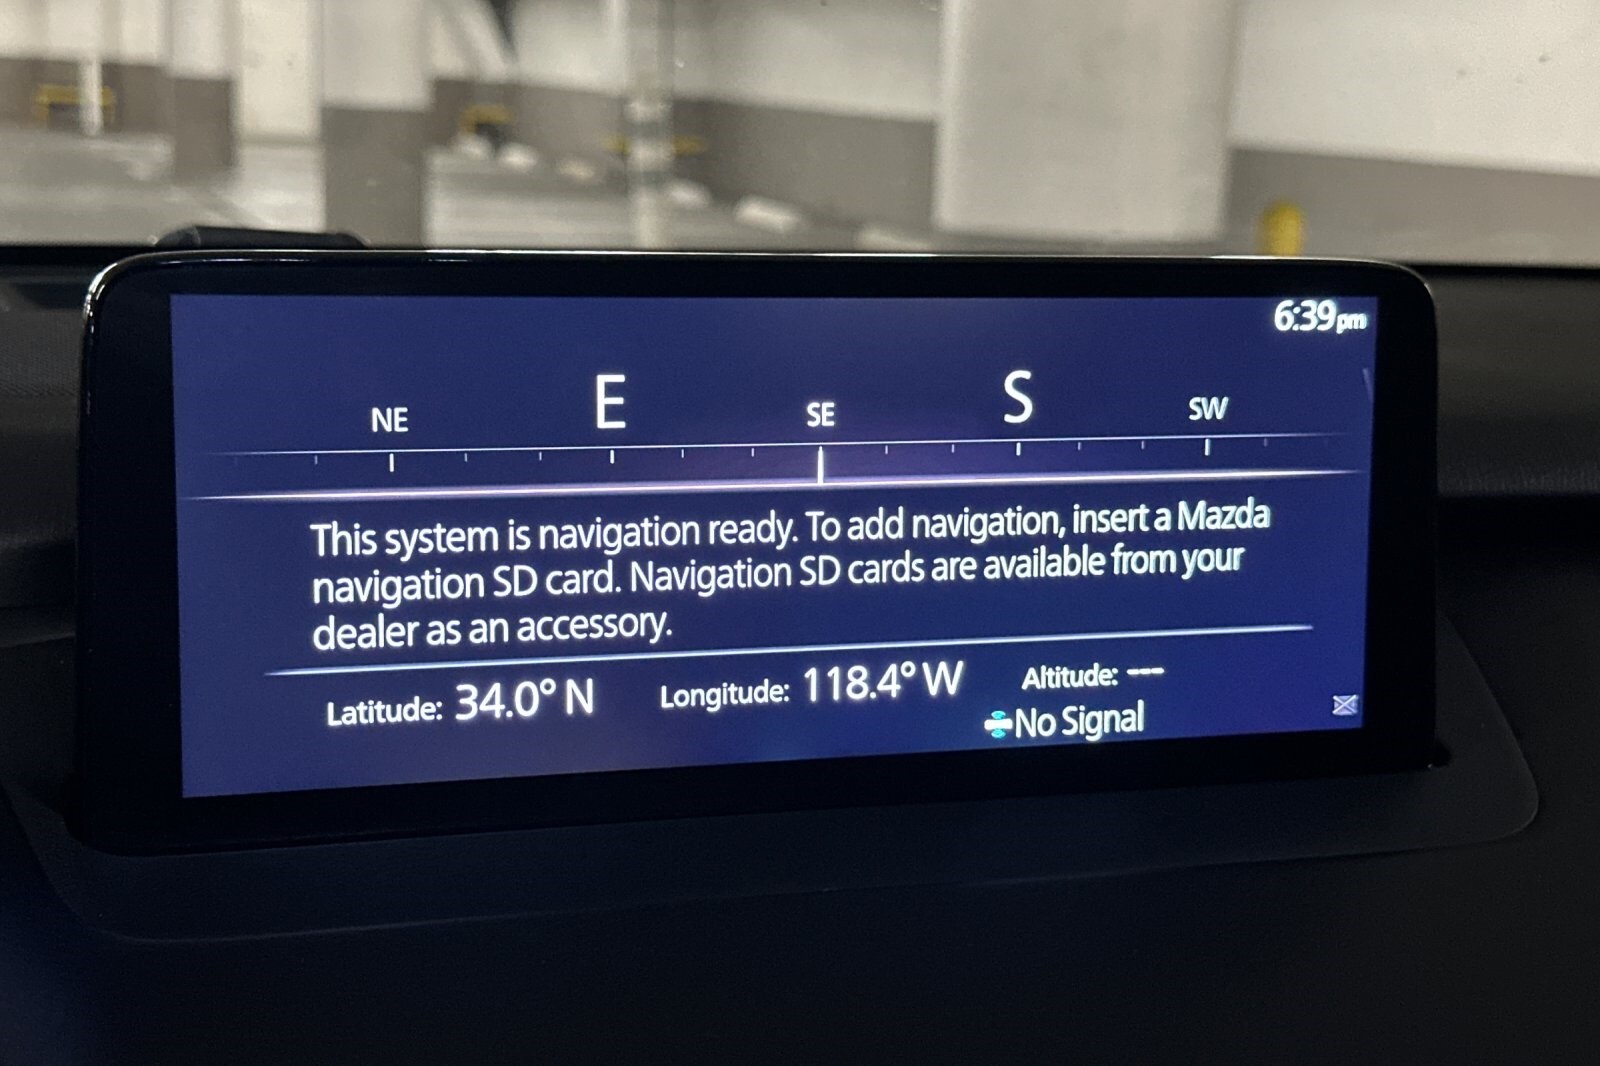 6:39pm
NE E SE S SW
This system is navigation ready. To add navigation, insert a Mazda
navigation SD card. Navigation SD cards are available from your
dealer as an accessory.
Latitude: 34.0° N Longitude: 118.4° W Altitude: ---
No Signal